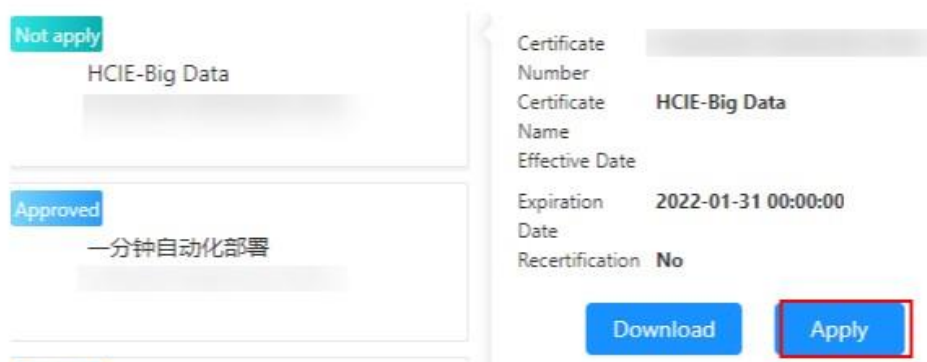 Not apply
HCIE-Big Data
Approved
一分钟自动化部署
Certificate
Number
Certificate HCIE-Big Data
Name
Effective Date
Expiration 2022-01-31 00:00:00
Date
Recertification No
Download Apply